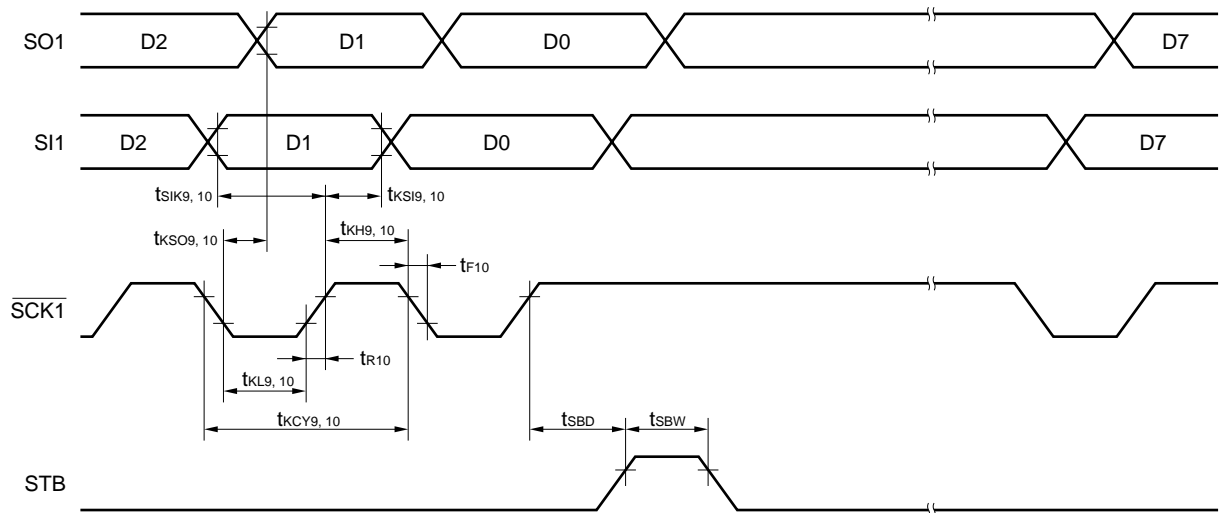 SO1 D2 D1 D0 D7
SI1 D2 D1 D0 D7
tSIK9, 10 tKSI9, 10
tKSO9, 10 tKH9, 10
tF10
SCK1
tR10
tKL9, 10
tKCY9, 10 tSBD tSBW
STB